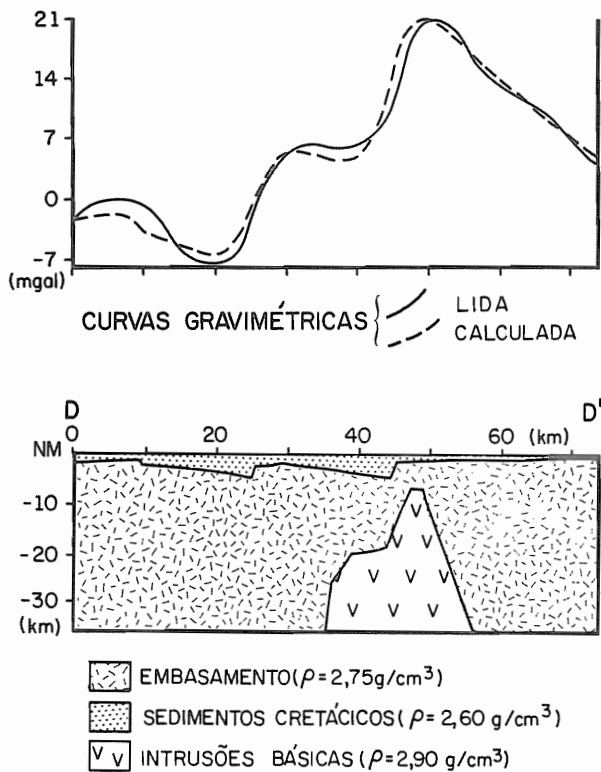 21
14
7
0
-7
(mgal)
CURVAS GRAVIMÉTRICAS
LIDA
CALCULADA
D D'
0 20 40 60 (km)
NM
-10
-20
-30
(km)
EMBASAMENTO (ρ=2,75g/cm³)
SEDIMENTOS CRETÁCICOS (ρ=2,60 g/cm³)
INTRUSÕES BÁSICAS (ρ=2,90 g/cm³)